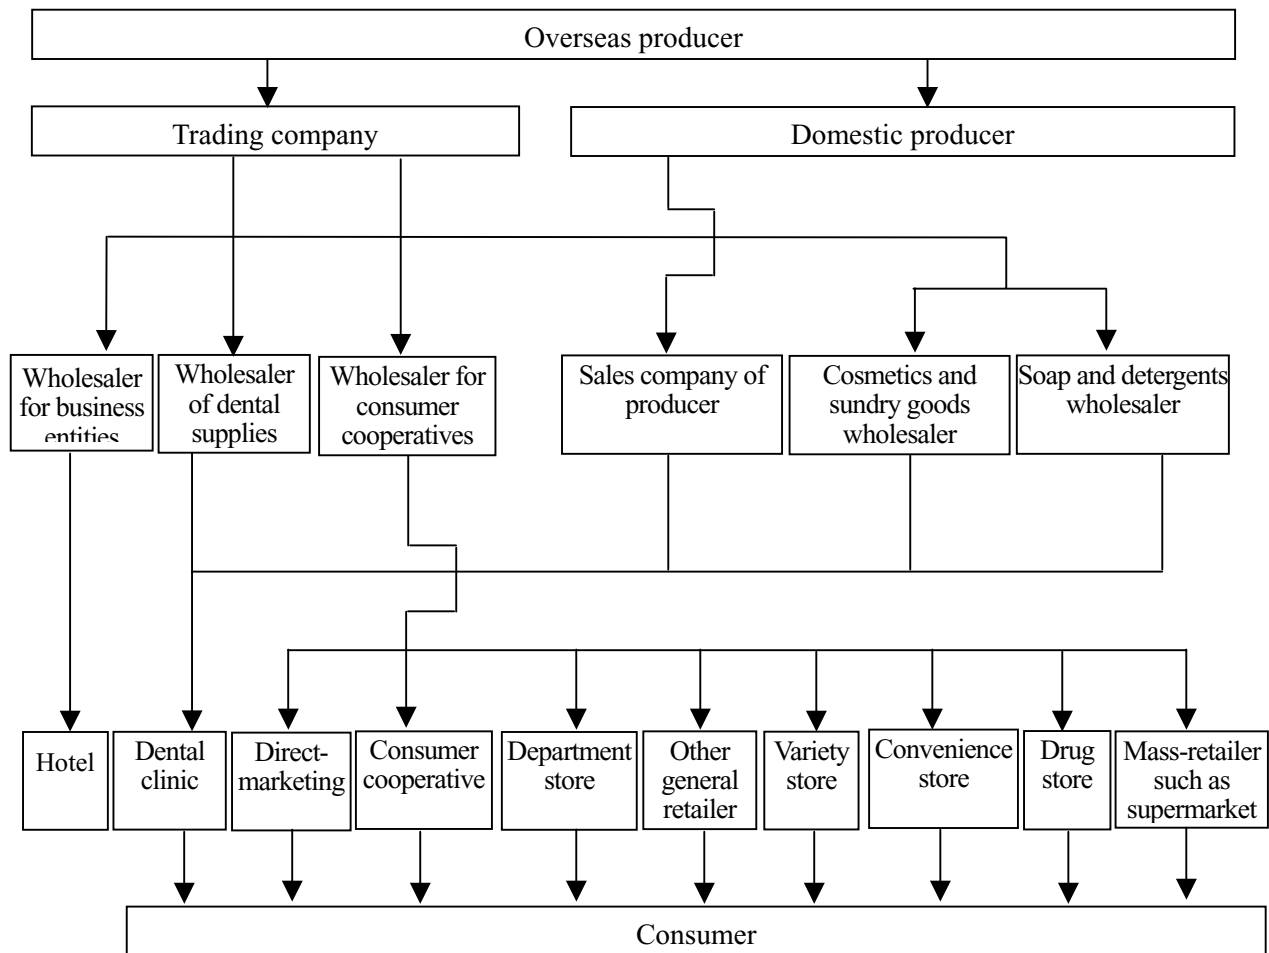 Overseas producer
Trading company
Domestic producer
Wholesaler
for business
entities
Wholesaler
of dental
supplies
Wholesaler for
consumer
cooperatives
Sales company of
producer
Cosmetics and
sundry goods
wholesaler
Soap and detergents
wholesaler
Hotel
Dental
clinic
Direct-
marketing
Consumer
cooperative
Department
store
Other
general
retailer
Variety
store
Convenience
store
Drug
store
Mass-retailer
such as
supermarket
Consumer